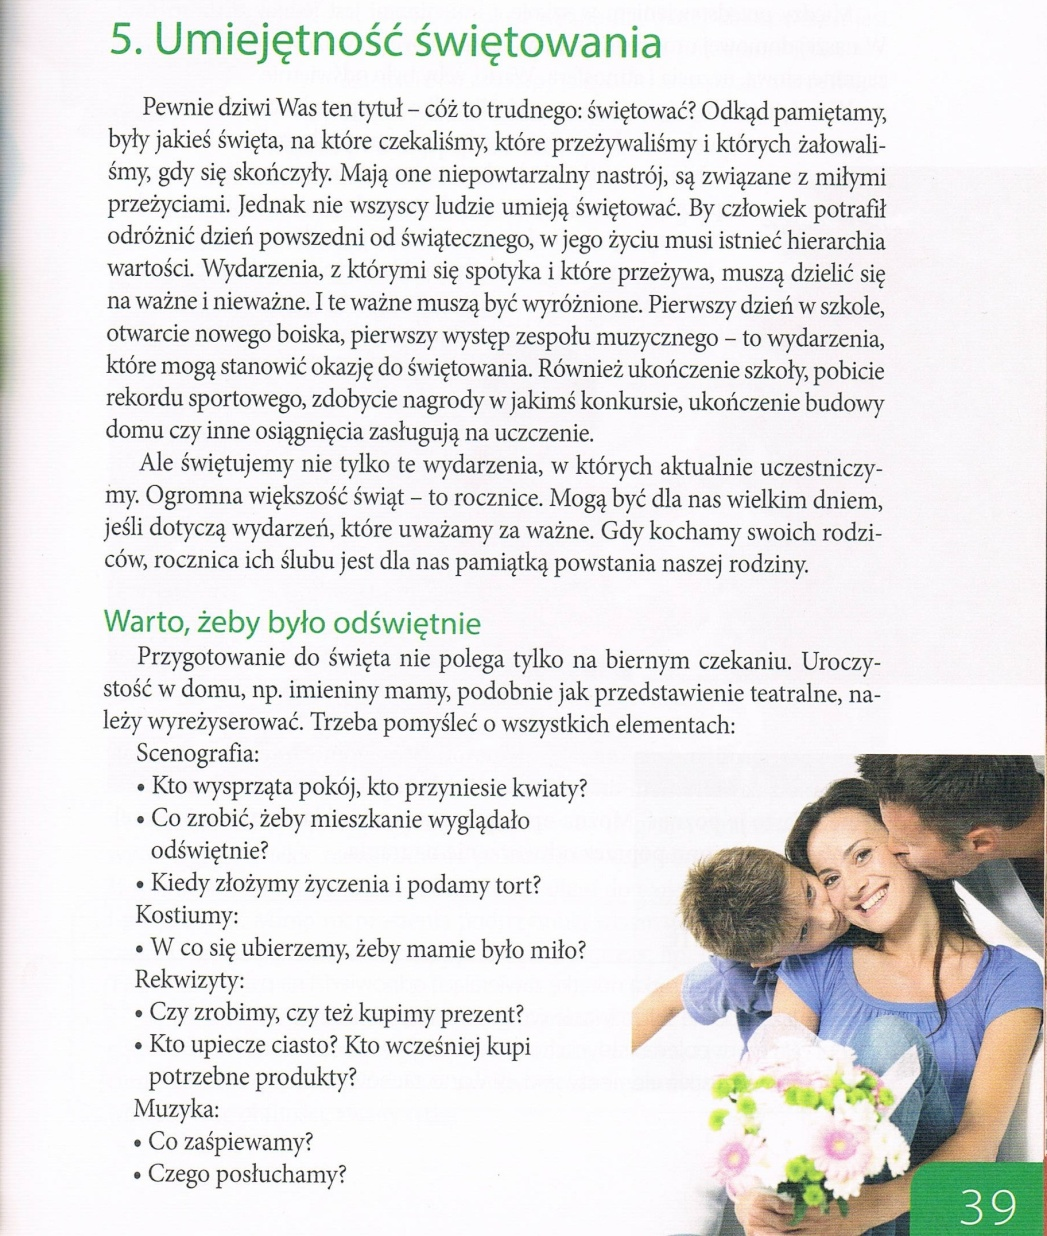 5. Umiejętność świętowania
Pewnie dziwi Was ten tytuł – cóż to trudnego: świętować? Odkąd pamiętamy,
były jakieś święta, na które czekaliśmy, które przeżywaliśmy i których żałowali-
śmy, gdy się skończyły. Mają one niepowtarzalny nastrój, są związane z miłymi
przeżyciami. Jednak nie wszyscy ludzie umieją świętować. By człowiek potrafił
odróżnić dzień powszedni od świątecznego, w jego życiu musi istnieć hierarchia
wartości. Wydarzenia, z którymi się spotyka i które przeżywa, muszą dzielić się
na ważne i nieważne. I te ważne muszą być wyróżnione. Pierwszy dzień w szkole,
otwarcie nowego boiska, pierwszy występ zespołu muzycznego – to wydarzenia,
które mogą stanowić okazję do świętowania. Również ukończenie szkoły, pobicie
rekordu sportowego, zdobycie nagrody w jakimś konkursie, ukończenie budowy
domu czy inne osiągnięcia zasługują na uczczenie.
Ale świętujemy nie tylko te wydarzenia, w których aktualnie uczestniczy-
my. Ogromna większość świąt – to rocznice. Mogą być dla nas wielkim dniem,
jeśli dotyczą wydarzeń, które uważamy za ważne. Gdy kochamy swoich rodzi-
ców, rocznica ich ślubu jest dla nas pamiątką powstania naszej rodziny.
Warto, żeby było odświętnie
Przygotowanie do święta nie polega tylko na biernym czekaniu. Uroczy-
stość w domu, np. imieniny mamy, podobnie jak przedstawienie teatralne, na-
leży wyreżyserować. Trzeba pomyśleć o wszystkich elementach:
Scenografia:
• Kto wysprząta pokój, kto przyniesie kwiaty?
• Co zrobić, żeby mieszkanie wyglądało
odświętnie?
• Kiedy złożymy życzenia i podamy tort?
Kostiumy:
• W co się ubierzemy, żeby mamie było miło?
Rekwizyty:
• Czy zrobimy, czy też kupimy prezent?
• Kto upiecze ciasto? Kto wcześniej kupi
potrzebne produkty?
Muzyka:
• Co zaśpiewamy?
• Czego posłuchamy?
39